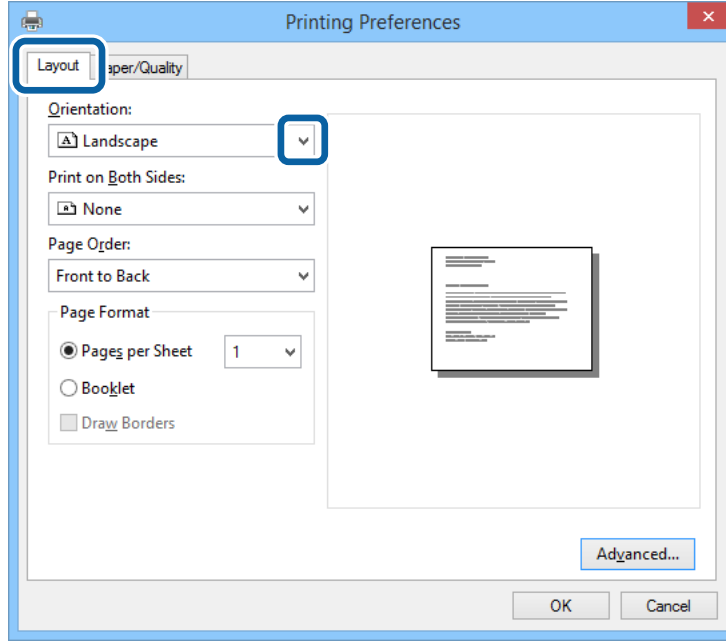 Printing Preferences
Layout aper/Quality
Orientation:
A Landscape
Print on Both Sides:
None
Page Order:
Front to Back
Page Format
Pages per Sheet 1
Booklet
Draw Borders
Advanced...
OK Cancel